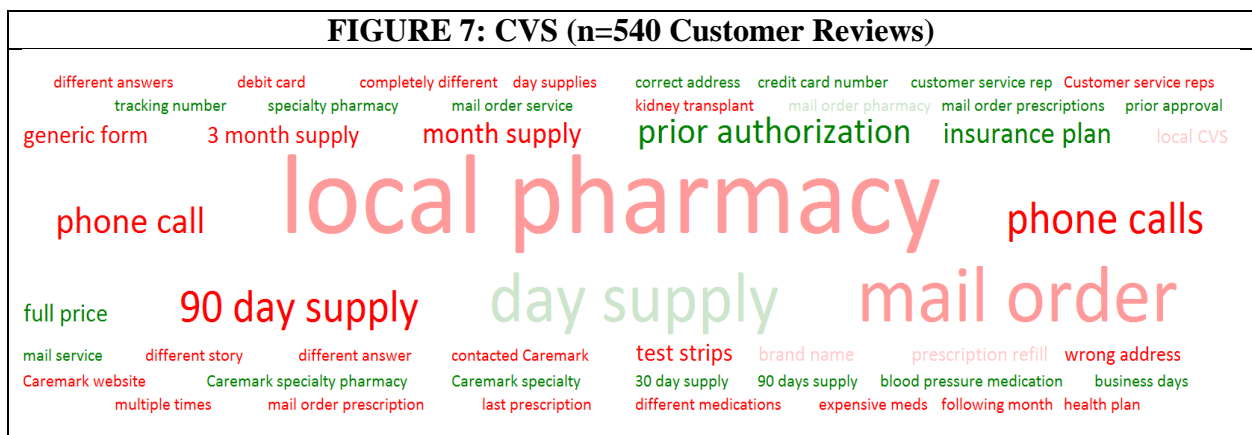 FIGURE 7: CVS (n=540 Customer Reviews)
different answers debit card completely different day supplies correct address credit card number customer service rep Customer service reps
tracking number specialty pharmacy mail order service kidney transplant mail order pharmacy mail order prescriptions prior approval
generic form 3 month supply month supply prior authorization insurance plan local CVS
phone call local pharmacy phone calls
full price 90 day supply day supply mail order
mail service different story different answer contacted Caremark test strips brand name prescription refill wrong address
Caremark website Caremark specialty pharmacy Caremark specialty 30 day supply 90 days supply blood pressure medication business days
multiple times mail order prescription last prescription different medications expensive meds following month health plan